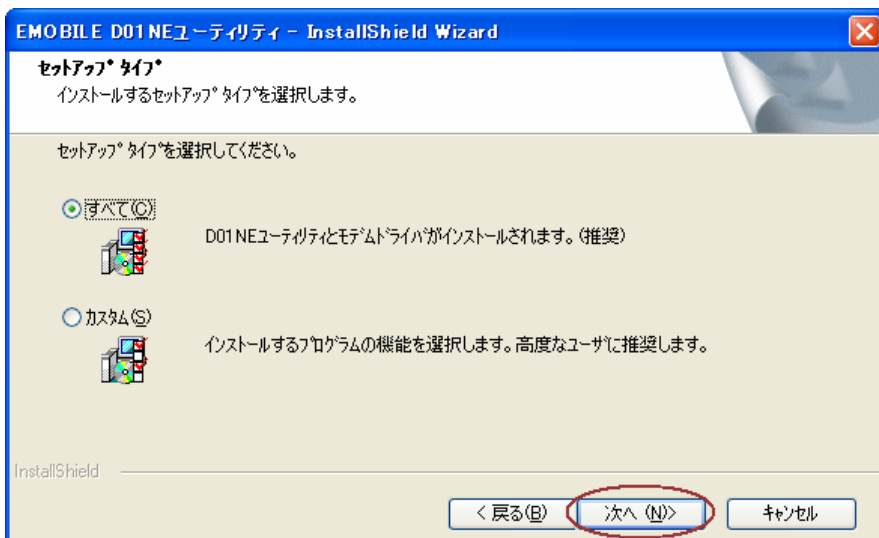 EMOBILE D01NEユーティリティ - InstallShield Wizard
セットアップ タイプ
インストールするセットアップ タイプを選択します。
セットアップ タイプを選択してください。
すべて(C)
D01NEユーティリティとモデムドライバがインストールされます。(推奨)
カスタム(S)
インストールするプログラムの機能を選択します。高度なユーザに推奨します。
InstallShield
< 戻る(B) 次へ (N)> キャンセル